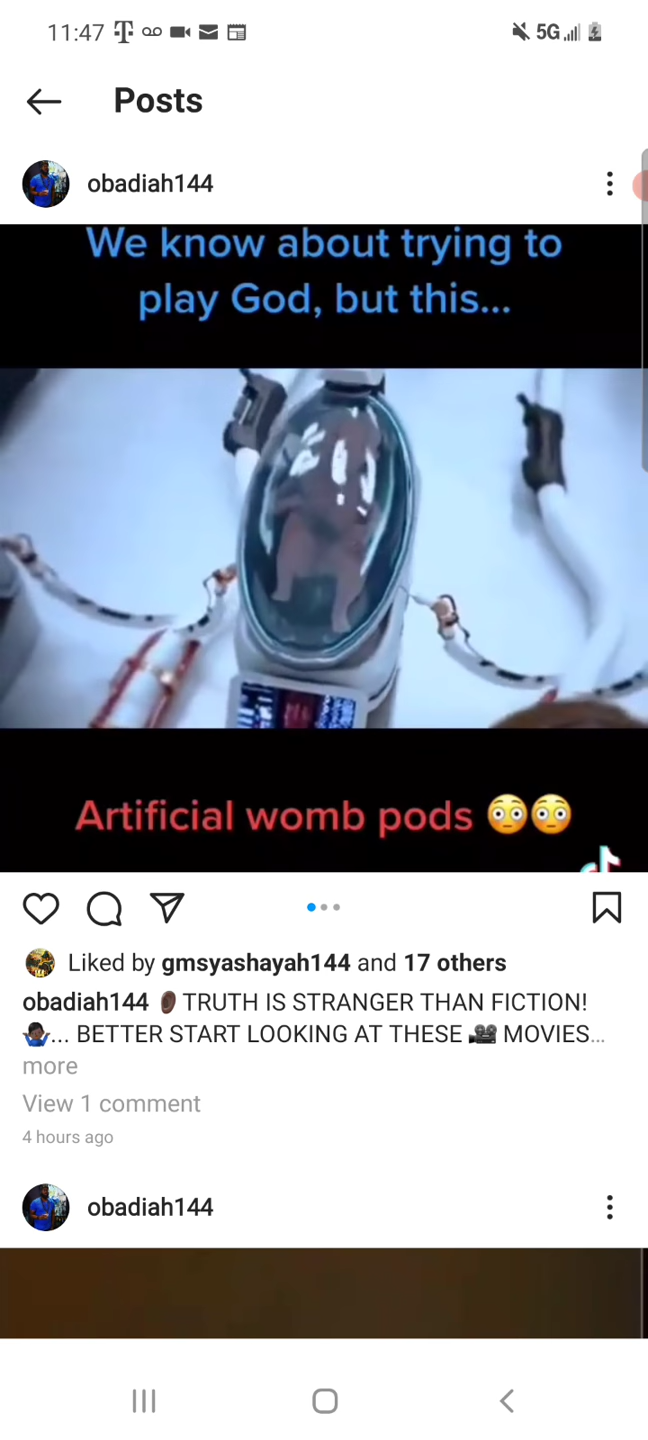 11:47
5G
Posts
obadiah144
We know about trying to
play God, but this...
Artificial womb pods 😳😳
Liked by gmsyashayah144 and 17 others
obadiah144 👂🏿TRUTH IS STRANGER THAN FICTION!
🤷🏿‍♂️... BETTER START LOOKING AT THESE 🎥 MOVIES...
more
View 1 comment
4 hours ago
obadiah144